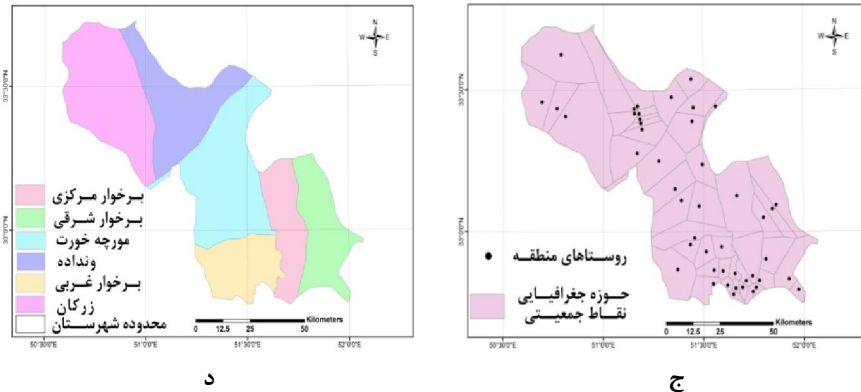 N
W E
S
33°30'0"N
33°0'0"N
برخوار مرکزی
برخوار شرقی
مورچه خورت
ونداده
برخوار غربی
زرکان
محدوده شهرستان
Kilometers
0 12.5 25 50
50°30'0"E 51°0'0"E 51°30'0"E 52°0'0"E
د
N
W E
S
33°30'0"N
33°0'0"N
روستاهای منطقه
حوزه جغرافیایی
نقاط جمعیتی
Kilometers
0 12.5 25 50
50°30'0"E 51°0'0"E 51°30'0"E 52°0'0"E
ج